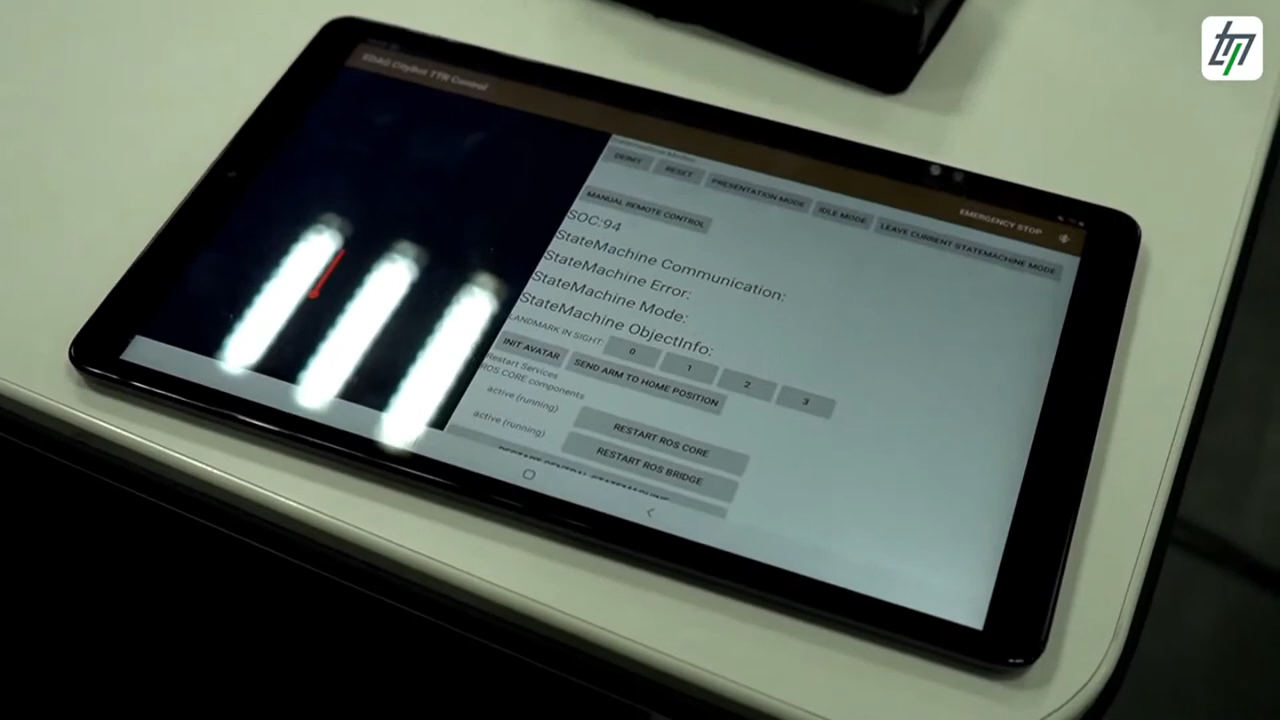 EDAG CityBot TTR Control
EMERGENCY STOP
DEINIT RESET PRESENTATION MODE IDLE MODE LEAVE CURRENT STATEMACHINE MODE
MANUAL REMOTE CONTROL
SOC:94
StateMachine Communication:
StateMachine Error:
StateMachine Mode:
StateMachine ObjectInfo:
LANDMARK IN SIGHT: 0 1 2 3
INIT AVATAR SEND ARM TO HOME POSITION
Restart Services
ROS CORE components
active (running) RESTART ROS CORE
active (running) RESTART ROS BRIDGE
RESTART GENERAL STATEMACHINE